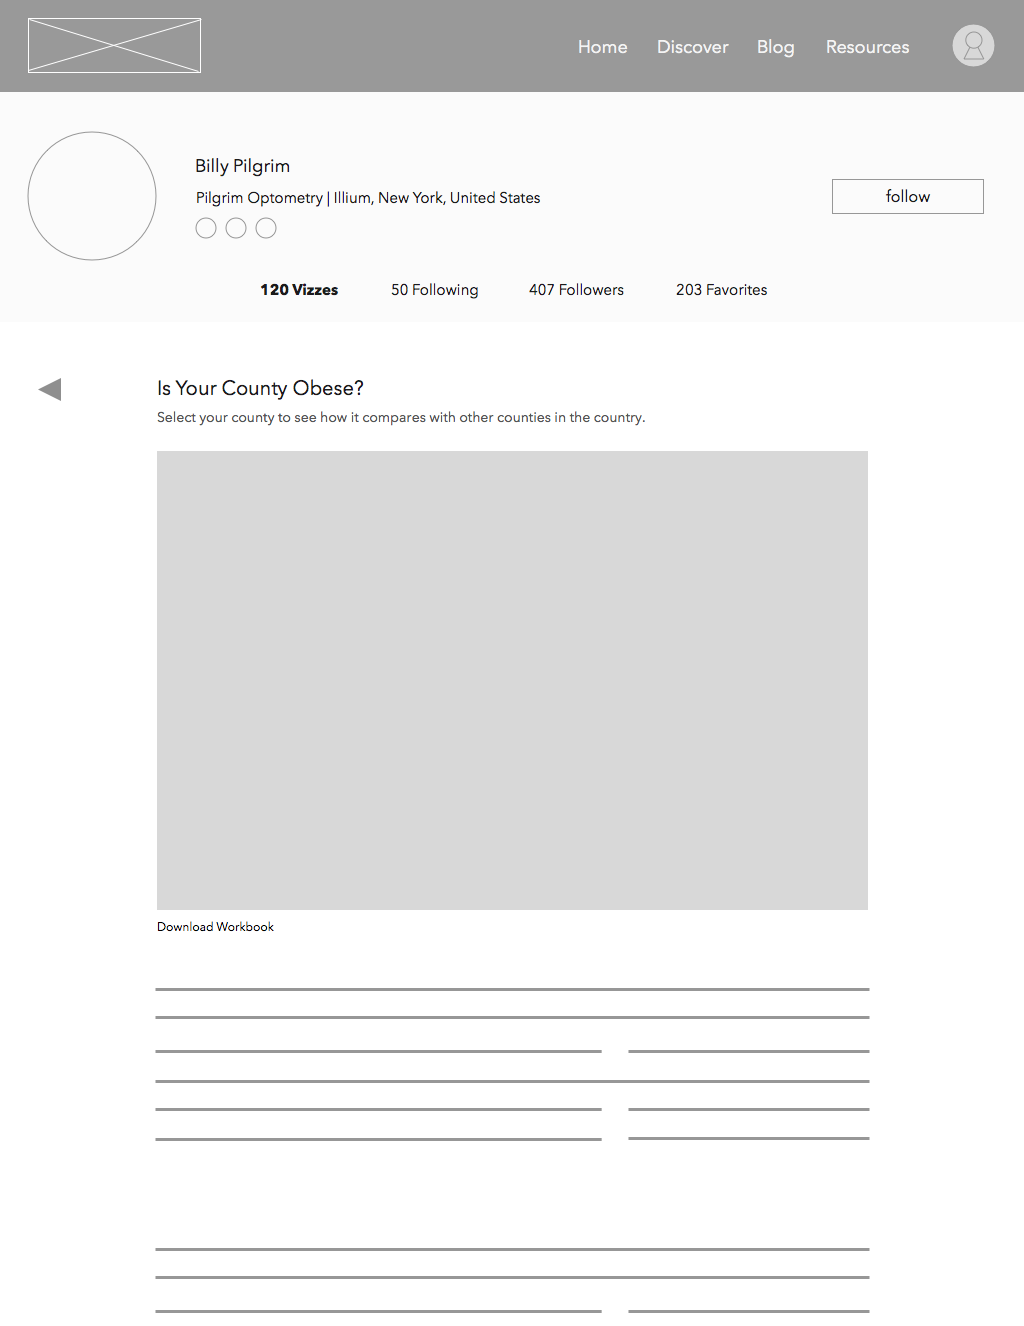 Home Discover Blog Resources
Billy Pilgrim
Pilgrim Optometry | Illium, New York, United States
follow
120 Vizzes 50 Following 407 Followers 203 Favorites
Is Your County Obese?
Select your county to see how it compares with other counties in the country.
Download Workbook